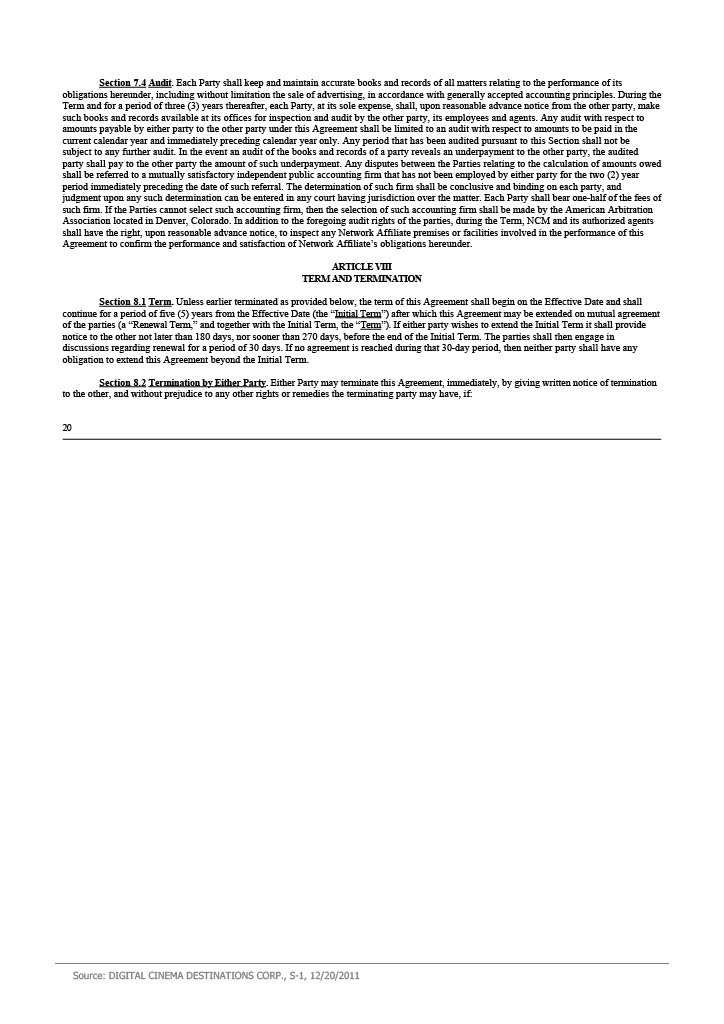 Section 7.4 Audit. Each Party shall keep and maintain accurate books and records of all matters relating to the performance of its
obligations hereunder, including without limitation the sale of advertising, in accordance with generally accepted accounting principles. During the
Term and for a period of three (3) years thereafter, each Party, at its sole expense, shall, upon reasonable advance notice from the other party, make
such books and records available at its offices for inspection and audit by the other party, its employees and agents. Any audit with respect to
amounts payable by either party to the other party under this Agreement shall be limited to an audit with respect to amounts to be paid in the
current calendar year and immediately preceding calendar year only. Any period that has been audited pursuant to this Section shall not be
subject to any further audit. In the event an audit of the books and records of a party reveals an underpayment to the other party, the audited
party shall pay to the other party the amount of such underpayment. Any disputes between the Parties relating to the calculation of amounts owed
shall be referred to a mutually satisfactory independent public accounting firm that has not been employed by either party for the two (2) year
period immediately preceding the date of such referral. The determination of such firm shall be conclusive and binding on each party, and
judgment upon any such determination can be entered in any court having jurisdiction over the matter. Each Party shall bear one-half of the fees of
such firm. If the Parties cannot select such accounting firm, then the selection of such accounting firm shall be made by the American Arbitration
Association located in Denver, Colorado. In addition to the foregoing audit rights of the parties, during the Term, NCM and its authorized agents
shall have the right, upon reasonable advance notice, to inspect any Network Affiliate premises or facilities involved in the performance of this
Agreement to confirm the performance and satisfaction of Network Affiliate’s obligations hereunder.
ARTICLE VIII
TERM AND TERMINATION
Section 8.1 Term. Unless earlier terminated as provided below, the term of this Agreement shall begin on the Effective Date and shall
continue for a period of five (5) years from the Effective Date (the “Initial Term”) after which this Agreement may be extended on mutual agreement
of the parties (a “Renewal Term,” and together with the Initial Term, the “Term”). If either party wishes to extend the Initial Term it shall provide
notice to the other not later than 180 days, nor sooner than 270 days, before the end of the Initial Term. The parties shall then engage in
discussions regarding renewal for a period of 30 days. If no agreement is reached during that 30-day period, then neither party shall have any
obligation to extend this Agreement beyond the Initial Term.
Section 8.2 Termination by Either Party. Either Party may terminate this Agreement, immediately, by giving written notice of termination
to the other, and without prejudice to any other rights or remedies the terminating party may have, if:
20
Source: DIGITAL CINEMA DESTINATIONS CORP., S-1, 12/20/2011